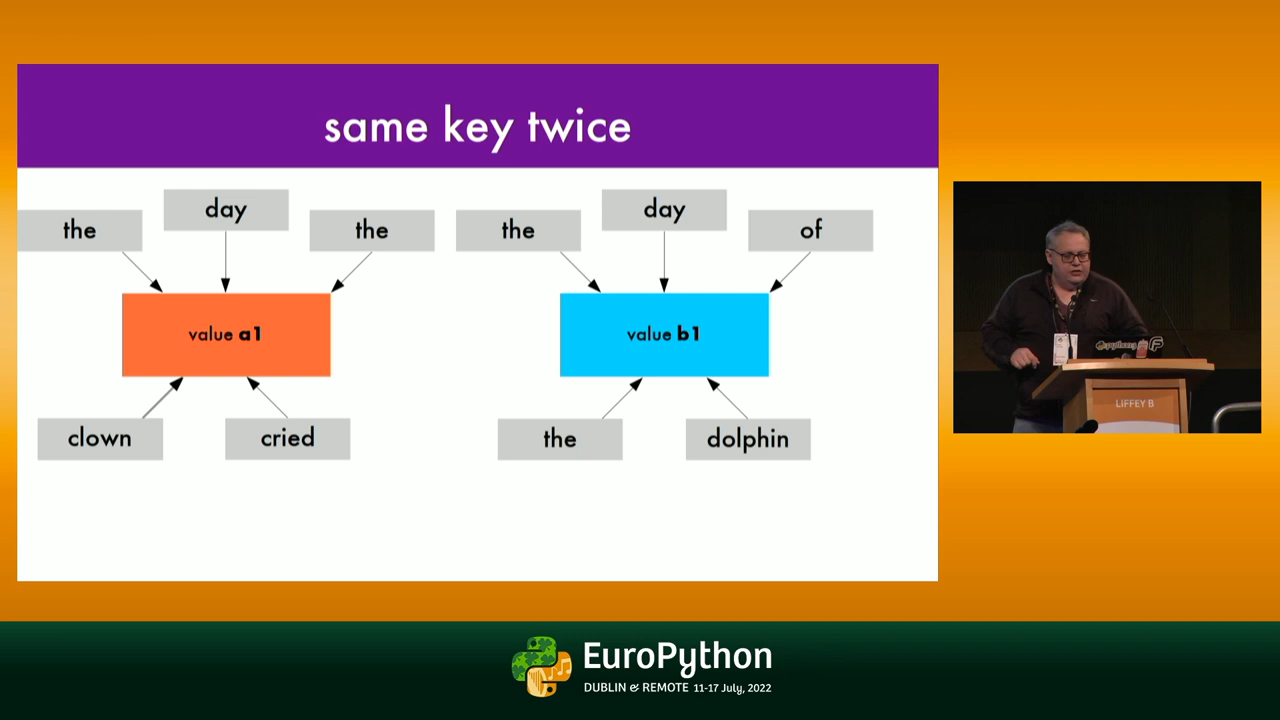 same key twice
the
day
the
the
day
of
value a1
value b1
clown
cried
the
dolphin
LIFFEY B
EuroPython
DUBLIN & REMOTE 11-17 July, 2022